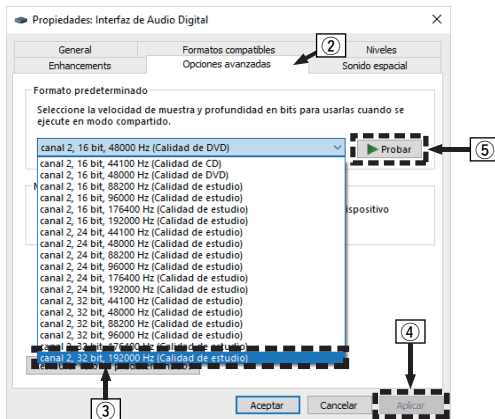 Propiedades: Interfaz de Audio Digital
General Formatos compatibles Niveles
②
Enhancements Opciones avanzadas Sonido espacial
Formato predeterminado
Seleccione la velocidad de muestra y profundidad en bits para usarlas cuando se
ejecute en modo compartido.
canal 2, 16 bit, 48000 Hz (Calidad de DVD)
Probar
⑤
canal 2, 16 bit, 44100 Hz (Calidad de CD)
canal 2, 16 bit, 48000 Hz (Calidad de DVD)
canal 2, 16 bit, 88200 Hz (Calidad de estudio)
canal 2, 16 bit, 96000 Hz (Calidad de estudio)
canal 2, 16 bit, 176400 Hz (Calidad de estudio)
canal 2, 16 bit, 192000 Hz (Calidad de estudio)
ispositivo
canal 2, 24 bit, 44100 Hz (Calidad de estudio)
canal 2, 24 bit, 48000 Hz (Calidad de estudio)
canal 2, 24 bit, 88200 Hz (Calidad de estudio)
canal 2, 24 bit, 96000 Hz (Calidad de estudio)
canal 2, 24 bit, 176400 Hz (Calidad de estudio)
canal 2, 24 bit, 192000 Hz (Calidad de estudio)
canal 2, 32 bit, 44100 Hz (Calidad de estudio)
canal 2, 32 bit, 48000 Hz (Calidad de estudio)
canal 2, 32 bit, 88200 Hz (Calidad de estudio)
canal 2, 32 bit, 96000 Hz (Calidad de estudio)
canal 2, 32 bit, 176400 Hz (Calidad de estudio)
canal 2, 32 bit, 192000 Hz (Calidad de estudio)
④
③
Aceptar Cancelar Aplicar